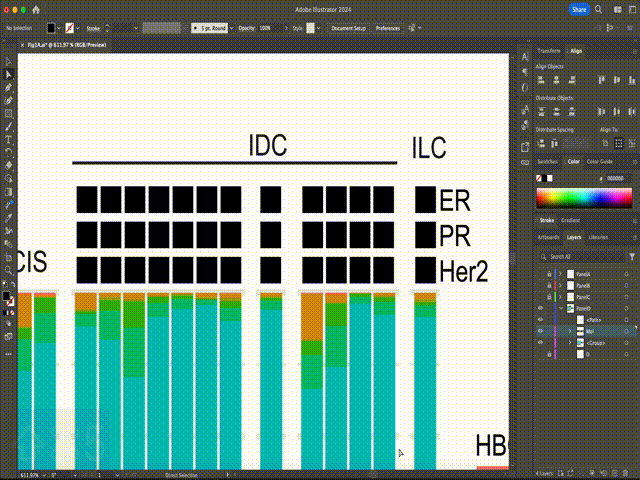 Adobe Illustrator 2024
Share
No Selection
Stroke:
5 pt. Round
Opacity: 100%
Style:
Document Setup
Preferences
Fig1A.ai* @ 611.97 % (RGB/Preview)
Transform
Align
Align Objects:
Distribute Objects:
Distribute Spacing:
Align To:
Swatches
Color
Color Guide
# 000000
Stroke
Gradient
Artboards
Layers
Libraries
Search All
PanelA
PanelB
PanelC
PanelD
<Path>
<Group>
IDC
ILC
ER
PR
Her2
CIS
HB
611.97%
0°
1
Direct Selection
4 Layers